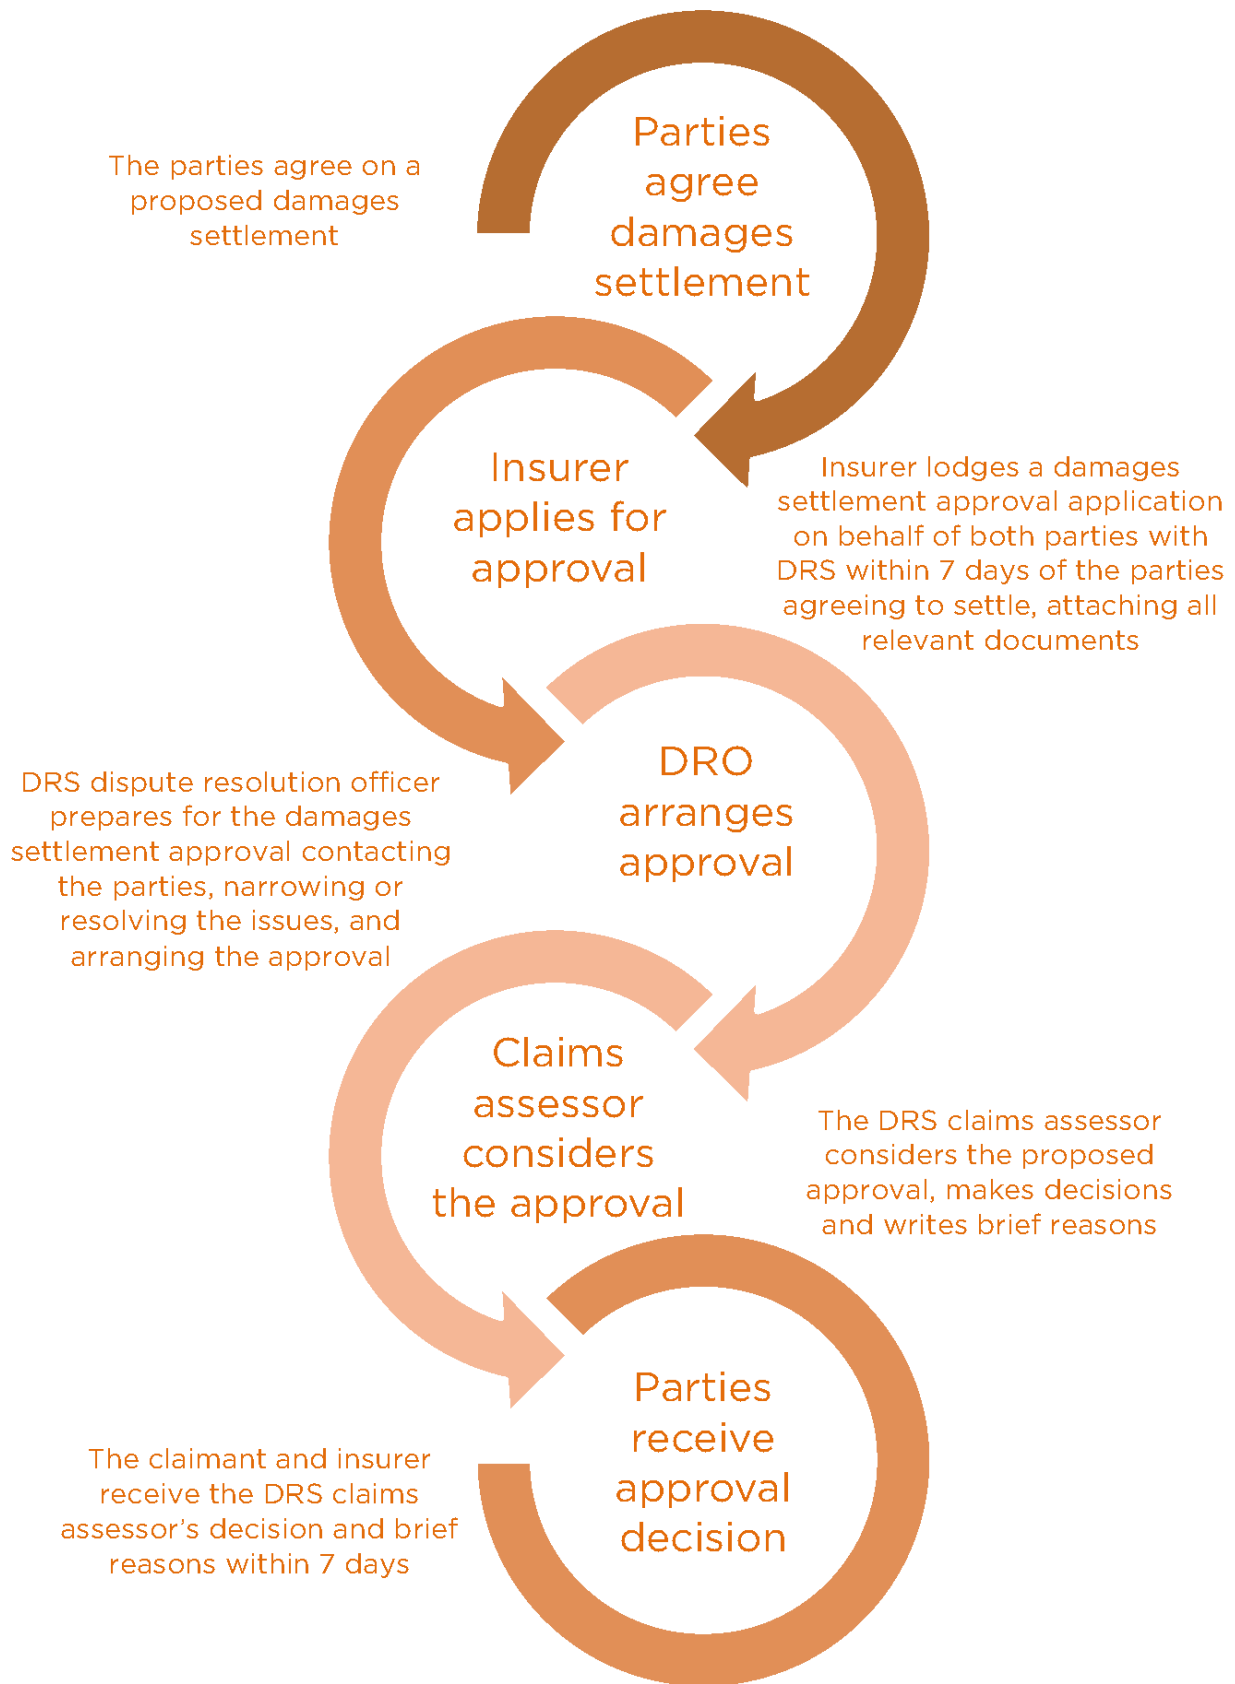 Parties
agree
damages
settlement
The parties agree on a
proposed damages
settlement
Insurer
applies for
approval
Insurer lodges a damages
settlement approval application
on behalf of both parties with
DRS within 7 days of the parties
agreeing to settle, attaching all
relevant documents
DRO
arranges
approval
DRS dispute resolution officer
prepares for the damages
settlement approval contacting
the parties, narrowing or
resolving the issues, and
arranging the approval
Claims
assessor
considers
the approval
The DRS claims assessor
considers the proposed
approval, makes decisions
and writes brief reasons
Parties
receive
approval
decision
The claimant and insurer
receive the DRS claims
assessor’s decision and brief
reasons within 7 days